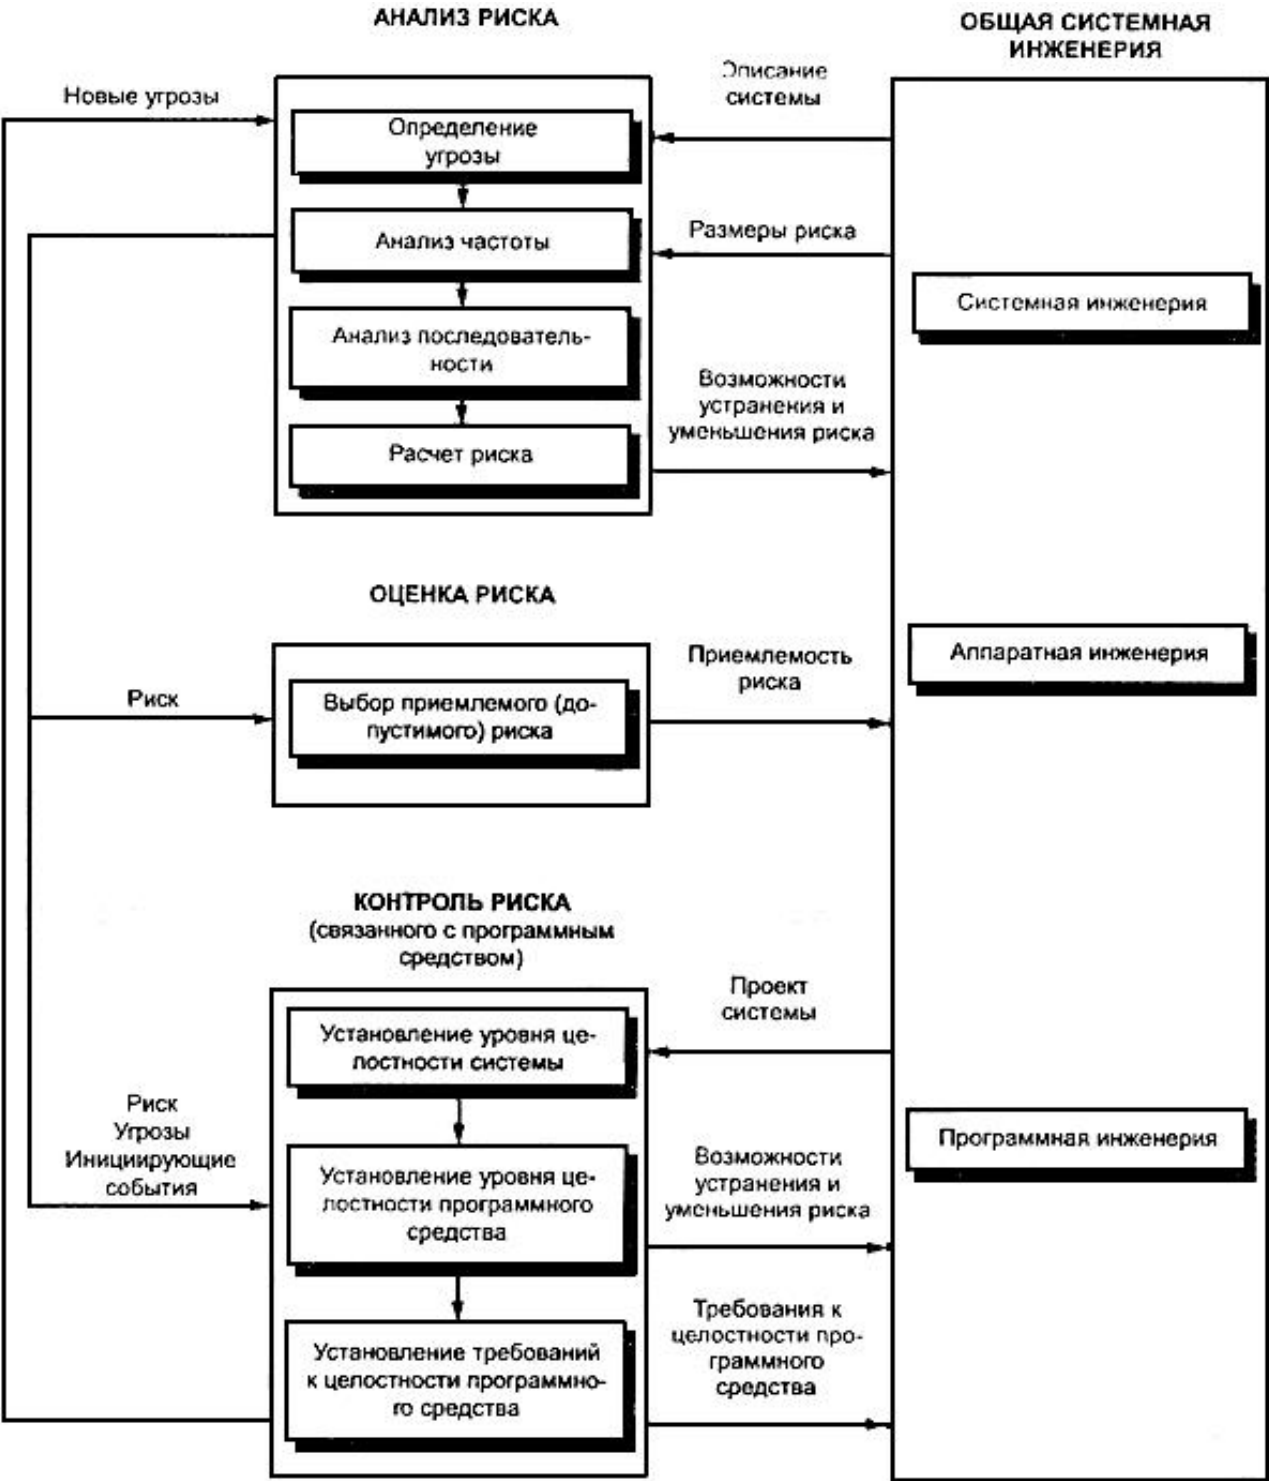 АНАЛИЗ РИСКА
ОБЩАЯ СИСТЕМНАЯ
ИНЖЕНЕРИЯ
Новые угрозы
Определение
угрозы
Анализ частоты
Анализ последователь-
ности
Расчет риска
Описание
системы
Размеры риска
Возможности
устранения и
уменьшения риска
Системная инженерия
ОЦЕНКА РИСКА
Риск
Выбор приемлемого (до-
пустимого) риска
Приемлемость
риска
Аппаратная инженерия
КОНТРОЛЬ РИСКА
(связанного с программным
средством)
Риск
Угрозы
Инициирующие
события
Установление уровня це-
лостности системы
Установление уровня це-
лостности программного
средства
Установление требований
к целостности программно-
го средства
Проект
системы
Возможности
устранения и
уменьшения риска
Требования к
целостности про-
граммного
средства
Программная инженерия